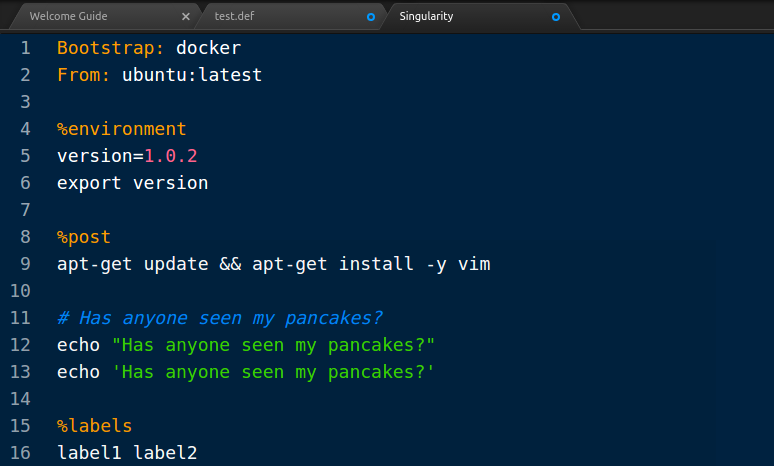 Welcome Guide × test.def Singularity
1 Bootstrap: docker
2 From: ubuntu:latest
3
4 %environment
5 version=1.0.2
6 export version
7
8 %post
9 apt-get update && apt-get install -y vim
10
11 # Has anyone seen my pancakes?
12 echo "Has anyone seen my pancakes?"
13 echo 'Has anyone seen my pancakes?'
14
15 %labels
16 label1 label2